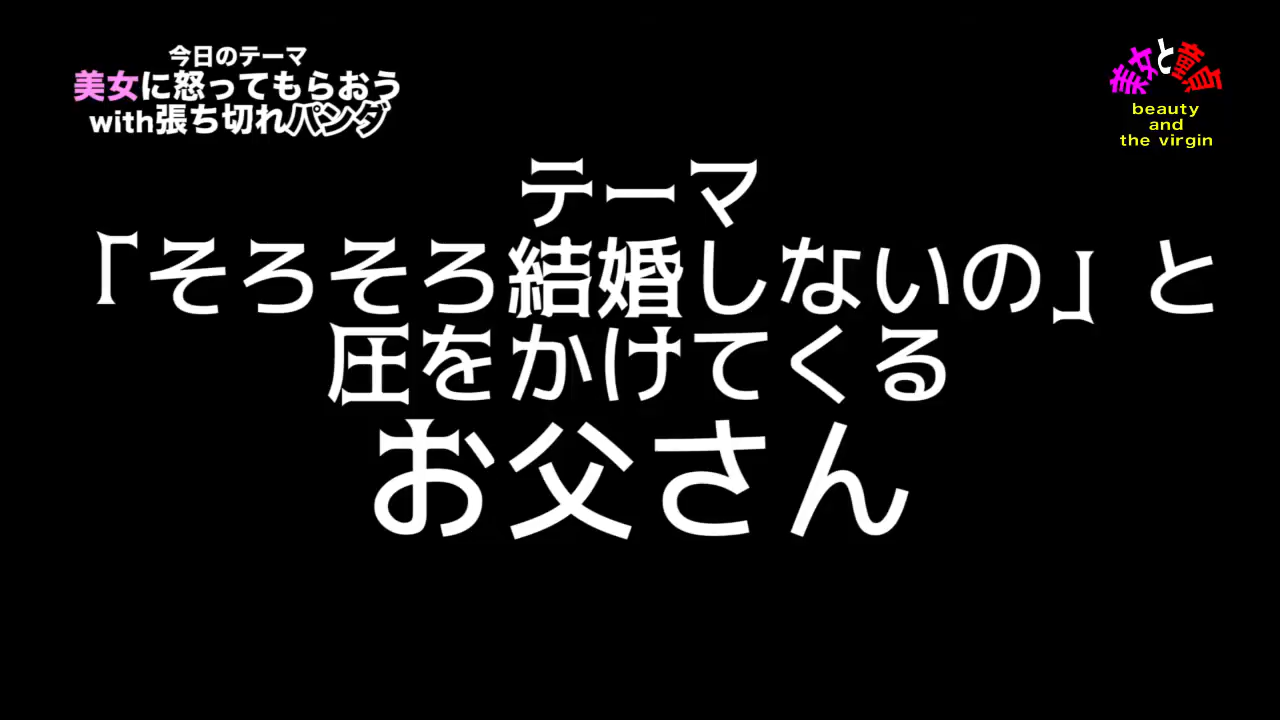 今日のテーマ
美女に怒ってもらおう
with張ち切れパンダ
美女と童貞
beauty
and
the virgin
テーマ
「そろそろ結婚しないの」と
圧をかけてくる
お父さん